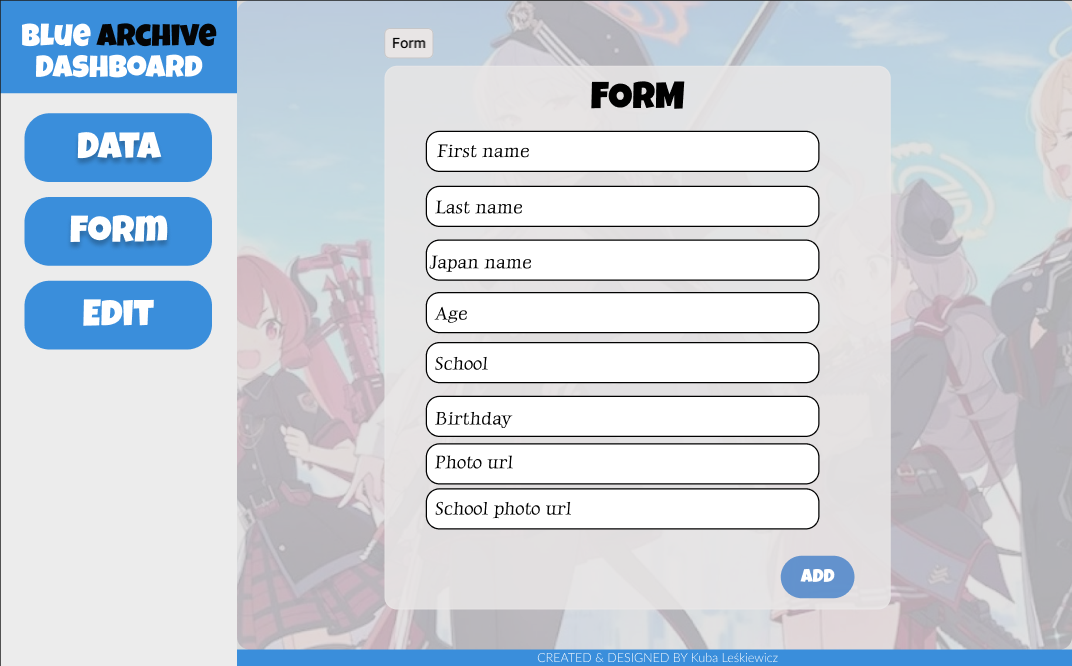 BLUE ARCHIVE
DASHBOARD
DATA
FORM
EDIT
Form
FORM
First name
Last name
Japan name
Age
School
Birthday
Photo url
School photo url
ADD
CREATED & DESIGNED BY Kuba Leśkiewicz